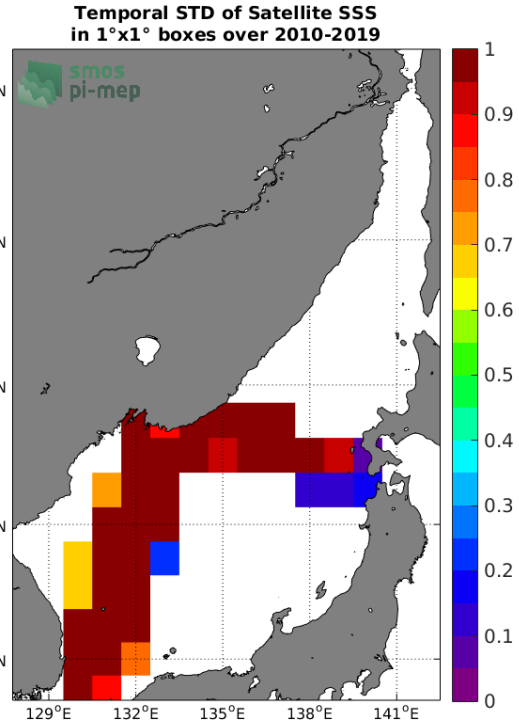 Temporal STD of Satellite SSS
in 1°x1° boxes over 2010-2019
smos
pi-mep
N
N
N
N
N
1
0.9
0.8
0.7
0.6
0.5
0.4
0.3
0.2
0.1
0
129°E 132°E 135°E 138°E 141°E